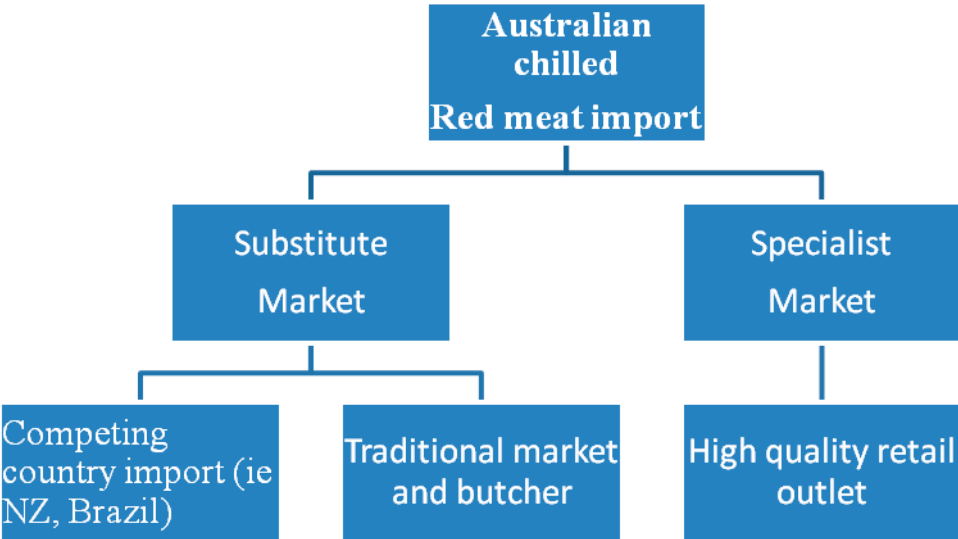 Australian
chilled
Red meat import
Substitute
Market
Specialist
Market
Competing
country import (ie
NZ, Brazil)
Traditional market
and butcher
High quality retail
outlet